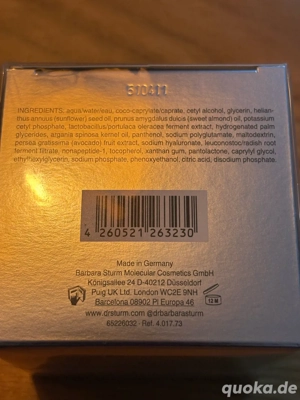 INGREDIENTS: aqua/water/eau, coco-caprylate/caprate, cetyl alcohol, glycerin, helian-
thus annuus (sunflower) seed oil, prunus amygdalus dulcis (sweet almond) oil, potassium
cetyl phosphate, lactobacillus/portulaca oleracea ferment extract, hydrogenated palm
glycerides, argania spinosa kernel oil, panthenol, sodium polyglutamate, maltodextrin,
persea gratissima (avocado) fruit extract, sodium hyaluronate, leuconostoc/radish root
ferment filtrate, nonapeptide-1, tocopherol, xanthan gum, pantolactone, caprylyl glycol,
ethylhexylglycerin, sodium phosphate, phenoxyethanol, citric acid, disodium phosphate.
4 260521 263230
Made in Germany
Barbara Sturm Molecular Cosmetics GmbH
Königsallee 24 D-40212 Düsseldorf
Puig UK Ltd. London WC2E 9NH
Barcelona 08902 Pl Europa 46
12 M
www.drsturm.com @drbarbarasturm
65226032 - Ref. 4.017.73
quoka.de